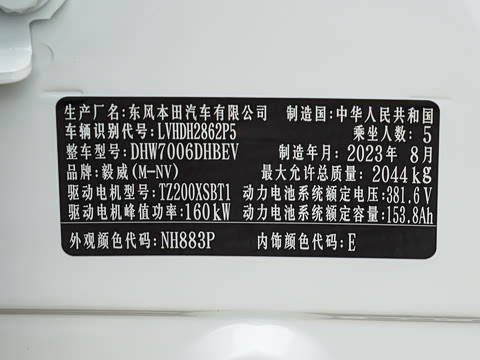 生产厂名:东风本田汽车有限公司 制造国:中华人民共和国
车辆识别代号:LVHDH2862P5 乘坐人数:5
整车型号:DHW7006DHBEV 制造年月:2023年 8月
品牌:毅威(M-NV) 最大允许总质量:2044kg
驱动电机型号:TZ200XSBT1 动力电池系统额定电压:381.6V
驱动电机峰值功率:160kW 动力电池系统额定容量:153.8Ah
外观颜色代码:NH883P 内饰颜色代码:E